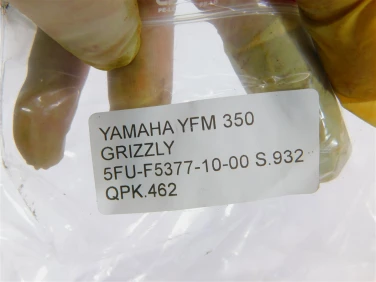 YAMAHA YFM 350
GRIZZLY
5FU-F5377-10-00 S.932
QPK.462